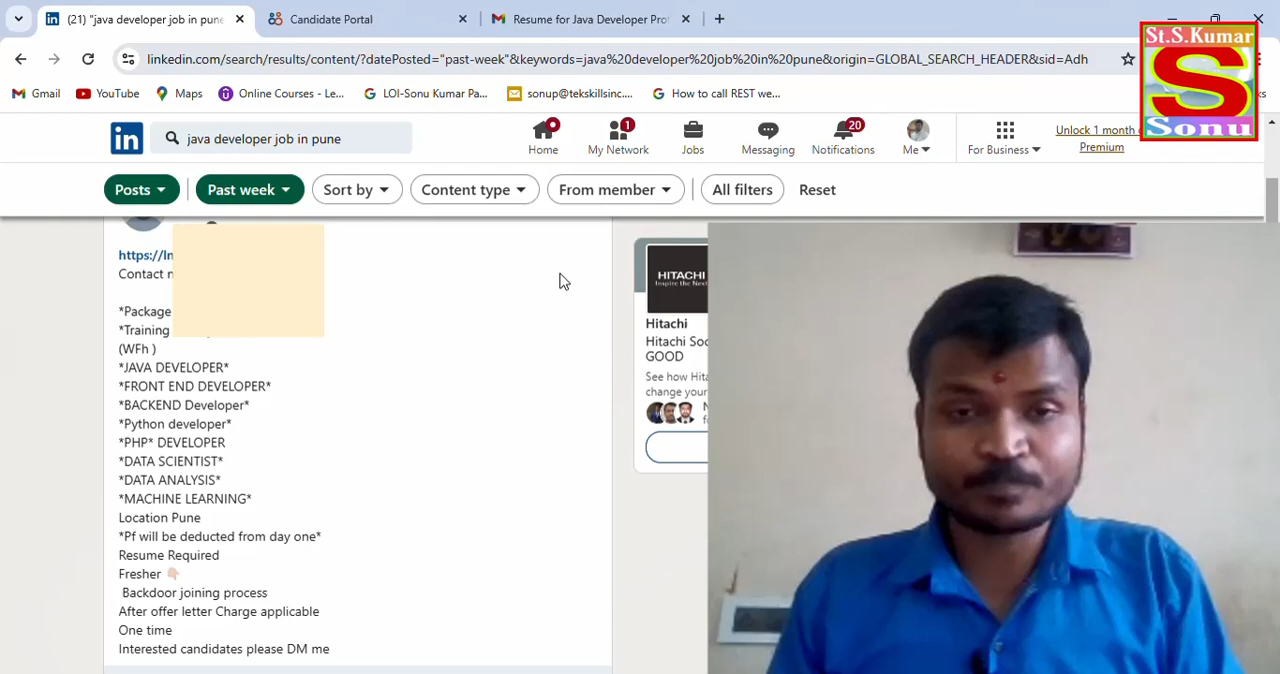 (21) "java developer job in pune
Candidate Portal
Resume for Java Developer Pro
linkedin.com/search/results/content/?datePosted="past-week"&keywords=java%20developer%20job%20in%20pune&origin=GLOBAL_SEARCH_HEADER&sid=Adh
Gmail
YouTube
Maps
Online Courses - Le...
LOI-Sonu Kumar Pa...
sonup@tekskillsinc....
How to call REST we...
St.S.Kumar
S
Sonu
in
java developer job in pune
Home
1
My Network
Jobs
Messaging
20
Notifications
Me
For Business
Unlock 1 month
Premium
Posts
Past week
Sort by
Content type
From member
All filters
Reset
https://ln
Contact
*Package
*Training
(WFh )
*JAVA DEVELOPER*
*FRONT END DEVELOPER*
*BACKEND Developer*
*Python developer*
*PHP* DEVELOPER
*DATA SCIENTIST*
*DATA ANALYSIS*
*MACHINE LEARNING*
Location Pune
*Pf will be deducted from day one*
Resume Required
Fresher 👇🏻
Backdoor joining process
After offer letter Charge applicable
One time
Interested candidates please DM me
HITACHI
Inspire the Next
Hitachi
Hitachi Soc
GOOD
See how Hita
change your